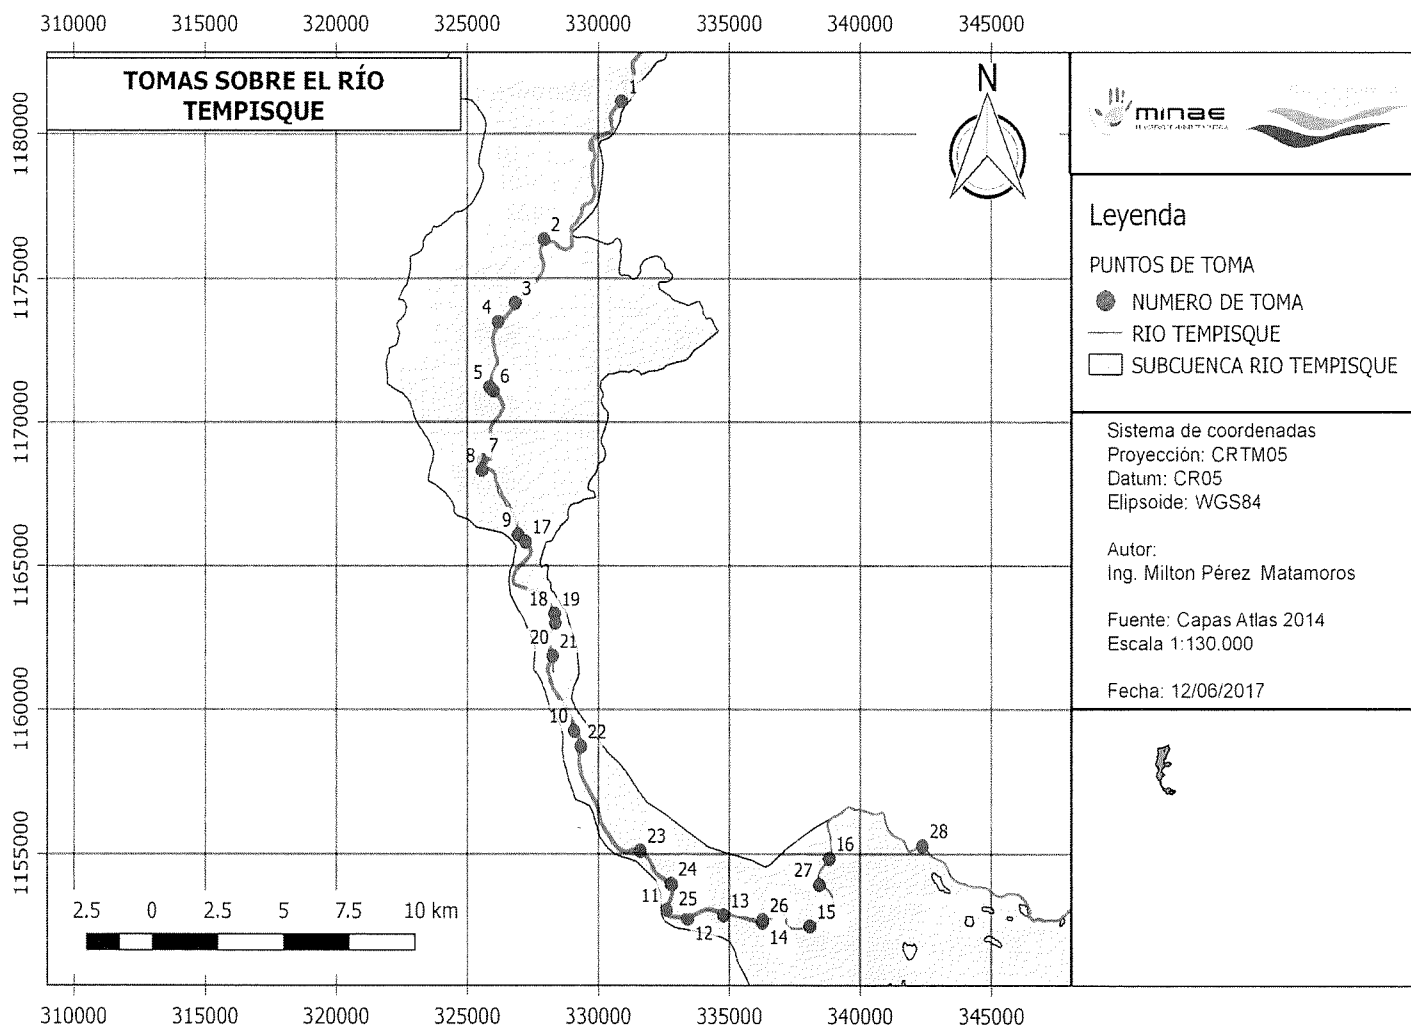 310000 315000 320000 325000 330000 335000 340000 345000
TOMAS SOBRE EL RÍO
TEMPISQUE
N
minae
Leyenda
PUNTOS DE TOMA
NUMERO DE TOMA
RIO TEMPISQUE
SUBCUENCA RIO TEMPISQUE
Sistema de coordenadas
Proyección: CRTM05
Datum: CR05
Elipsoide: WGS84
Autor:
Ing. Milton Pérez Matamoros
Fuente: Capas Atlas 2014
Escala 1:130.000
Fecha: 12/06/2017
1180000
1175000
1170000
1165000
1160000
1155000
1
2
3
4
5 6
7
8
9 17
18 19
20 21
10 22
23
24
11 25
12
13
26
14
15
27
16
28
2.5 0 2.5 5 7.5 10 km
310000 315000 320000 325000 330000 335000 340000 345000